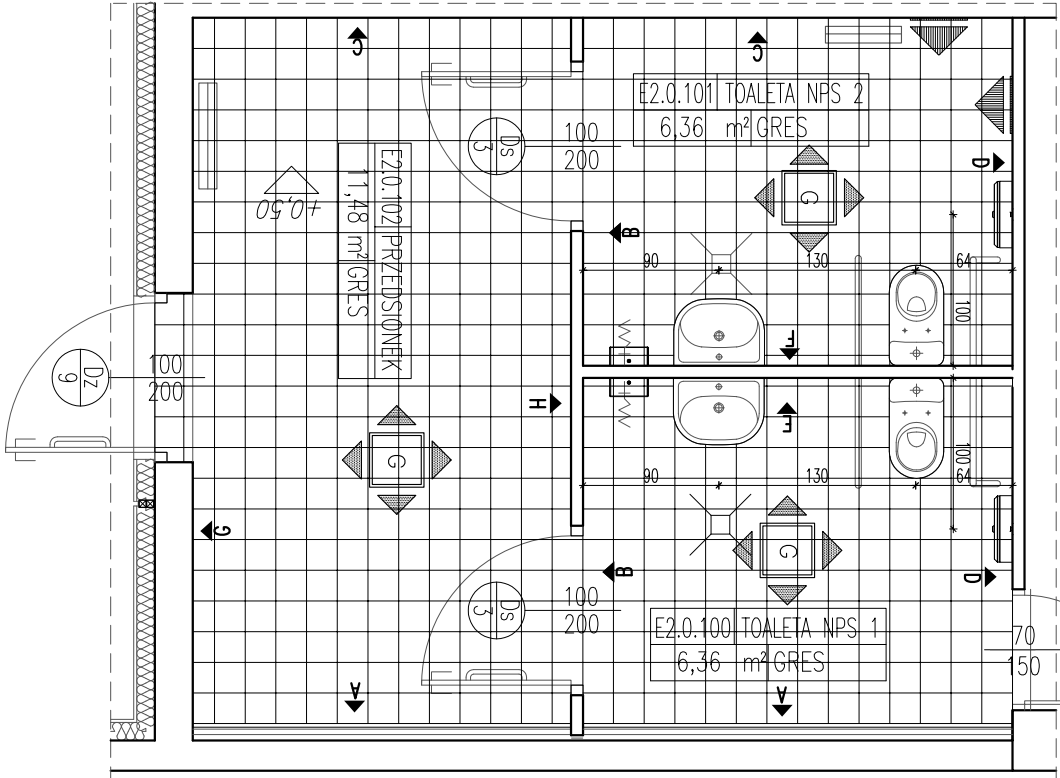 C
C
E2.0.101 TOALETA NPS 2
6,36 m² GRES
100
200
Ds
3
D
E2.0.102 PRZEDSIONEK
11,48 m² GRES
+0,50
G
B
90
130
64
100
F
100
200
Dz
9
H
F
100
G
90
130
64
G
G
B
D
100
200
Ds
3
E2.0.100 TOALETA NPS 1
6,36 m² GRES
70
150
A
A